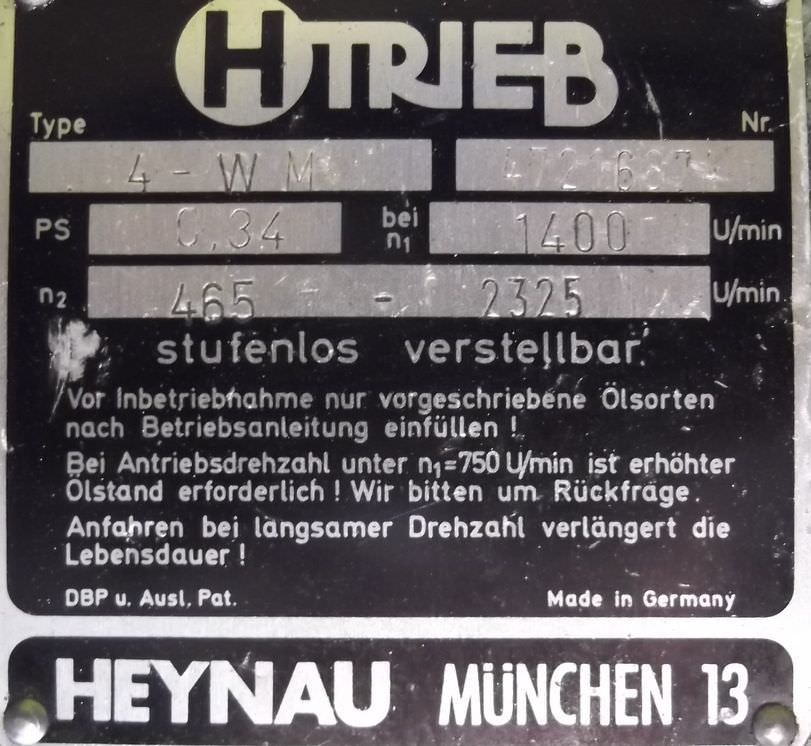 H TRIEB
Type 4 - W M Nr.
PS 0,34 bei n₁ 1400 U/min
n₂ 465 - 2325 U/min
stufenlos verstellbar.
Vor Inbetriebnahme nur vorgeschriebene Ölsorten
nach Betriebsanleitung einfüllen !
Bei Antriebsdrehzahl unter n₁=750 U/min ist erhöhter
Ölstand erforderlich ! Wir bitten um Rückfrage.
Anfahren bei langsamer Drehzahl verlängert die
Lebensdauer !
DBP u. Ausl. Pat. Made in Germany
HEYNAU MÜNCHEN 13